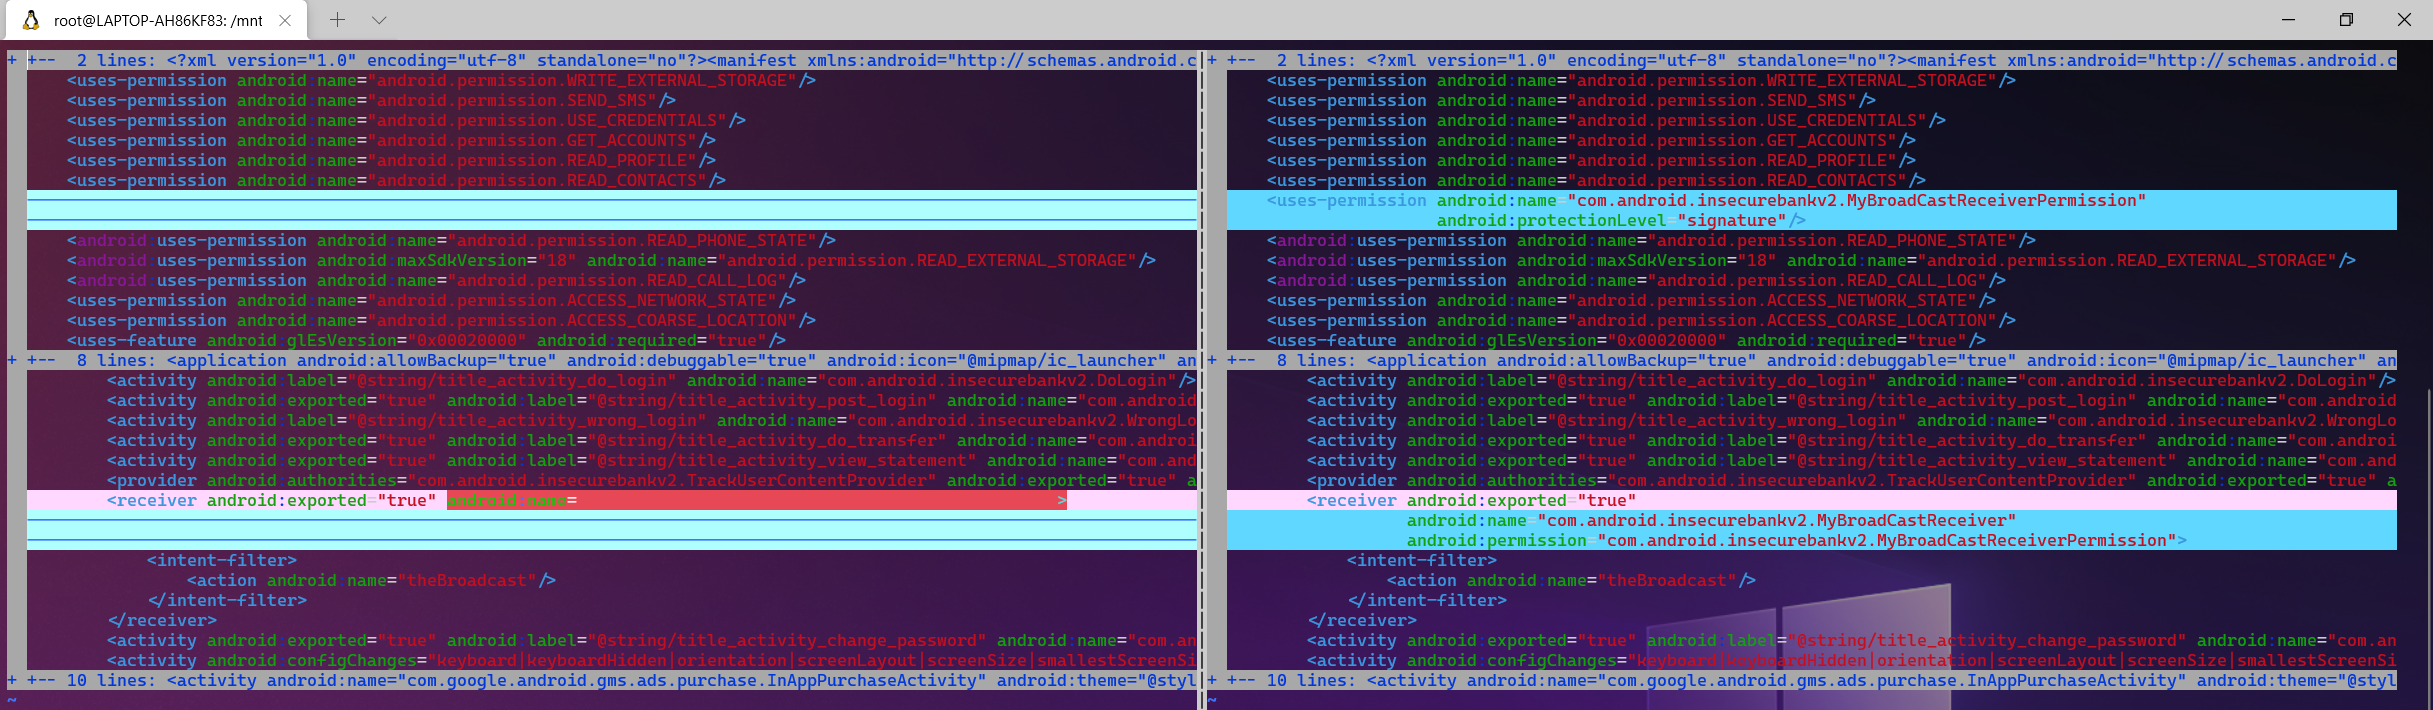 root@LAPTOP-AH86KF83: /mnt
+ +--  2 lines: <?xml version="1.0" encoding="utf-8" standalone="no"?><manifest xmlns:android="http://schemas.android.c
    <uses-permission android:name="android.permission.WRITE_EXTERNAL_STORAGE"/>
    <uses-permission android:name="android.permission.SEND_SMS"/>
    <uses-permission android:name="android.permission.USE_CREDENTIALS"/>
    <uses-permission android:name="android.permission.GET_ACCOUNTS"/>
    <uses-permission android:name="android.permission.READ_PROFILE"/>
    <uses-permission android:name="android.permission.READ_CONTACTS"/>
    <android:uses-permission android:name="android.permission.READ_PHONE_STATE"/>
    <android:uses-permission android:maxSdkVersion="18" android:name="android.permission.READ_EXTERNAL_STORAGE"/>
    <android:uses-permission android:name="android.permission.READ_CALL_LOG"/>
    <uses-permission android:name="android.permission.ACCESS_NETWORK_STATE"/>
    <uses-permission android:name="android.permission.ACCESS_COARSE_LOCATION"/>
    <uses-feature android:glEsVersion="0x00020000" android:required="true"/>
+ +--  8 lines: <application android:allowBackup="true" android:debuggable="true" android:icon="@mipmap/ic_launcher" an
        <activity android:label="@string/title_activity_do_login" android:name="com.android.insecurebankv2.DoLogin"/>
        <activity android:exported="true" android:label="@string/title_activity_post_login" android:name="com.android
        <activity android:label="@string/title_activity_wrong_login" android:name="com.android.insecurebankv2.WrongLo
        <activity android:exported="true" android:label="@string/title_activity_do_transfer" android:name="com.androi
        <activity android:exported="true" android:label="@string/title_activity_view_statement" android:name="com.and
        <provider android:authorities="com.android.insecurebankv2.TrackUserContentProvider" android:exported="true" a
        <receiver android:exported="true" android:name= >
            <intent-filter>
                <action android:name="theBroadcast"/>
            </intent-filter>
        </receiver>
        <activity android:exported="true" android:label="@string/title_activity_change_password" android:name="com.an
        <activity android:configChanges="keyboard|keyboardHidden|orientation|screenLayout|screenSize|smallestScreenSi
+ +-- 10 lines: <activity android:name="com.google.android.gms.ads.purchase.InAppPurchaseActivity" android:theme="@styl
~
+ +--  2 lines: <?xml version="1.0" encoding="utf-8" standalone="no"?><manifest xmlns:android="http://schemas.android.c
    <uses-permission android:name="android.permission.WRITE_EXTERNAL_STORAGE"/>
    <uses-permission android:name="android.permission.SEND_SMS"/>
    <uses-permission android:name="android.permission.USE_CREDENTIALS"/>
    <uses-permission android:name="android.permission.GET_ACCOUNTS"/>
    <uses-permission android:name="android.permission.READ_PROFILE"/>
    <uses-permission android:name="android.permission.READ_CONTACTS"/>
    <uses-permission android:name="com.android.insecurebankv2.MyBroadCastReceiverPermission"
                     android:protectionLevel="signature"/>
    <android:uses-permission android:name="android.permission.READ_PHONE_STATE"/>
    <android:uses-permission android:maxSdkVersion="18" android:name="android.permission.READ_EXTERNAL_STORAGE"/>
    <android:uses-permission android:name="android.permission.READ_CALL_LOG"/>
    <uses-permission android:name="android.permission.ACCESS_NETWORK_STATE"/>
    <uses-permission android:name="android.permission.ACCESS_COARSE_LOCATION"/>
    <uses-feature android:glEsVersion="0x00020000" android:required="true"/>
+ +--  8 lines: <application android:allowBackup="true" android:debuggable="true" android:icon="@mipmap/ic_launcher" an
        <activity android:label="@string/title_activity_do_login" android:name="com.android.insecurebankv2.DoLogin"/>
        <activity android:exported="true" android:label="@string/title_activity_post_login" android:name="com.android
        <activity android:label="@string/title_activity_wrong_login" android:name="com.android.insecurebankv2.WrongLo
        <activity android:exported="true" android:label="@string/title_activity_do_transfer" android:name="com.androi
        <activity android:exported="true" android:label="@string/title_activity_view_statement" android:name="com.and
        <provider android:authorities="com.android.insecurebankv2.TrackUserContentProvider" android:exported="true" a
        <receiver android:exported="true"
                  android:name="com.android.insecurebankv2.MyBroadCastReceiver"
                  android:permission="com.android.insecurebankv2.MyBroadCastReceiverPermission">
            <intent-filter>
                <action android:name="theBroadcast"/>
            </intent-filter>
        </receiver>
        <activity android:exported="true" android:label="@string/title_activity_change_password" android:name="com.an
        <activity android:configChanges="keyboard|keyboardHidden|orientation|screenLayout|screenSize|smallestScreenSi
+ +-- 10 lines: <activity android:name="com.google.android.gms.ads.purchase.InAppPurchaseActivity" android:theme="@styl
~